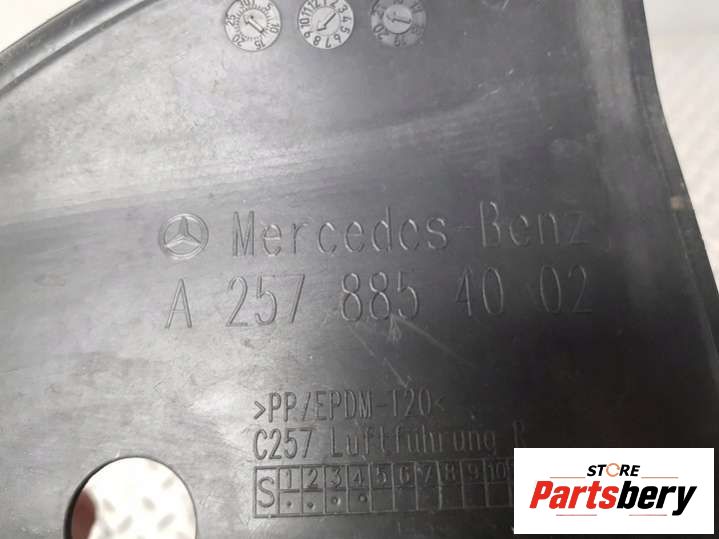 Mercedes-Benz
A 257 885 40 02
>PP/EPDM-T20<
C257 Luftführung R
S 1 2 3 4 5 6 7 8 9 10
STORE
Partsbery